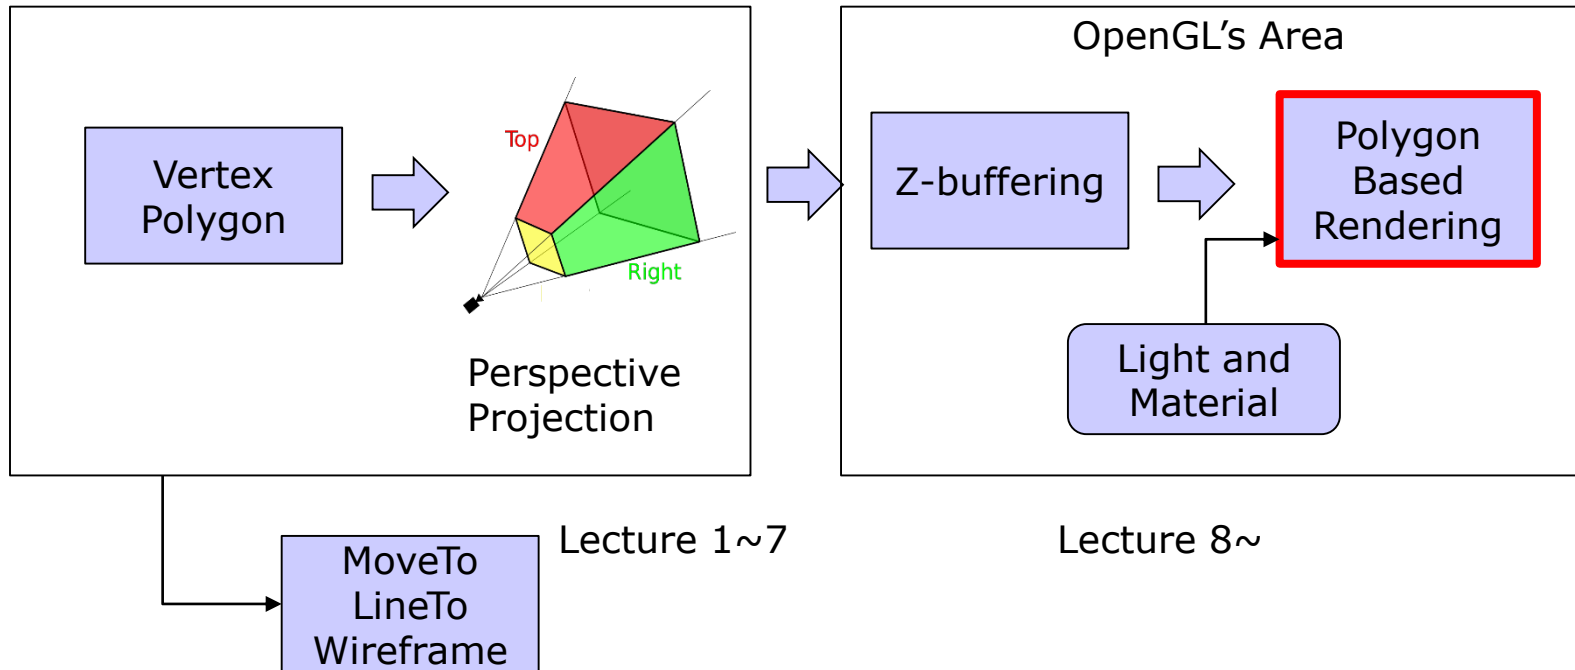 OpenGL's Area
Vertex
Polygon
Top
Right
Perspective
Projection
Z-buffering
Polygon
Based
Rendering
Light and
Material
Lecture 1~7
Lecture 8~
MoveTo
LineTo
Wireframe